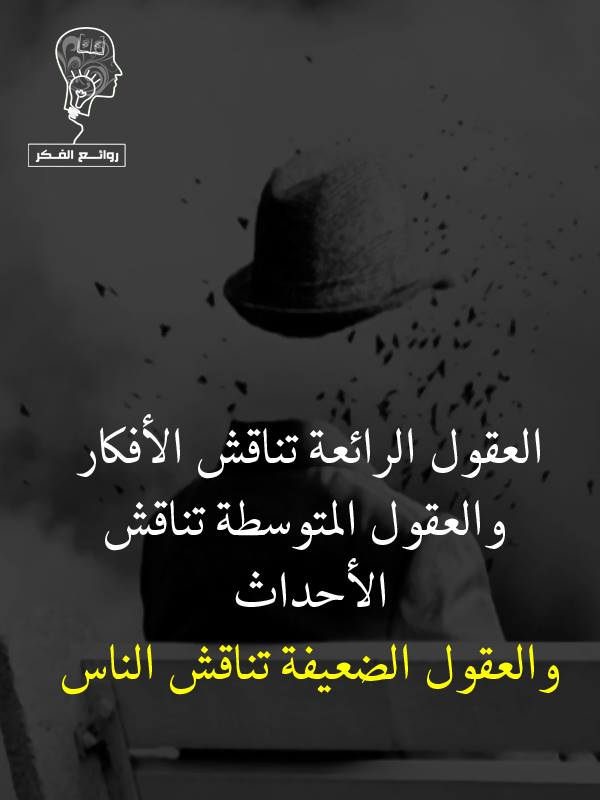 روائع الفكر
العقول الرائعة تناقش الأفكار
والعقول المتوسطة تناقش
الأحداث
والعقول الضعيفة تناقش الناس